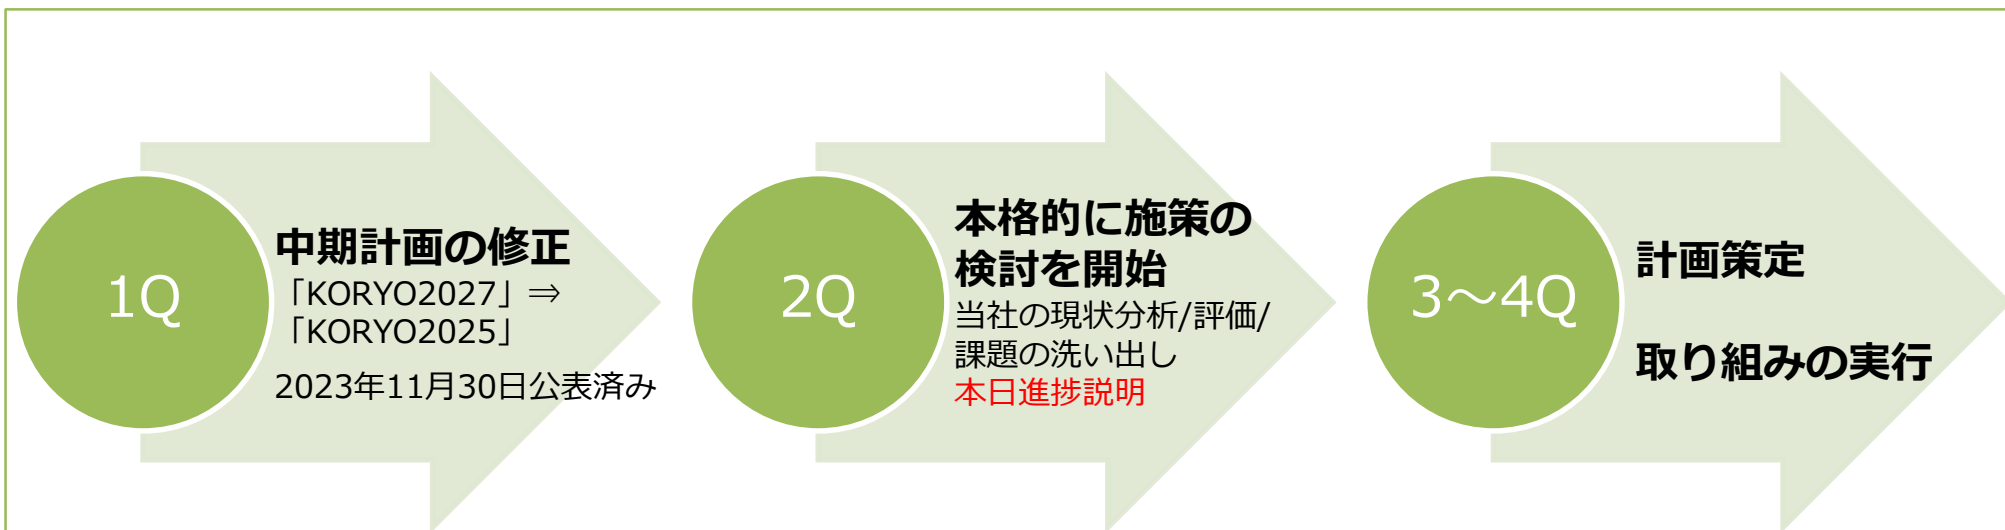 1Q
中期計画の修正
「KORYO2027」⇒
「KORYO2025」
2023年11月30日公表済み
2Q
本格的に施策の
検討を開始
当社の現状分析/評価/
課題の洗い出し
本日進捗説明
3～4Q
計画策定
取り組みの実行